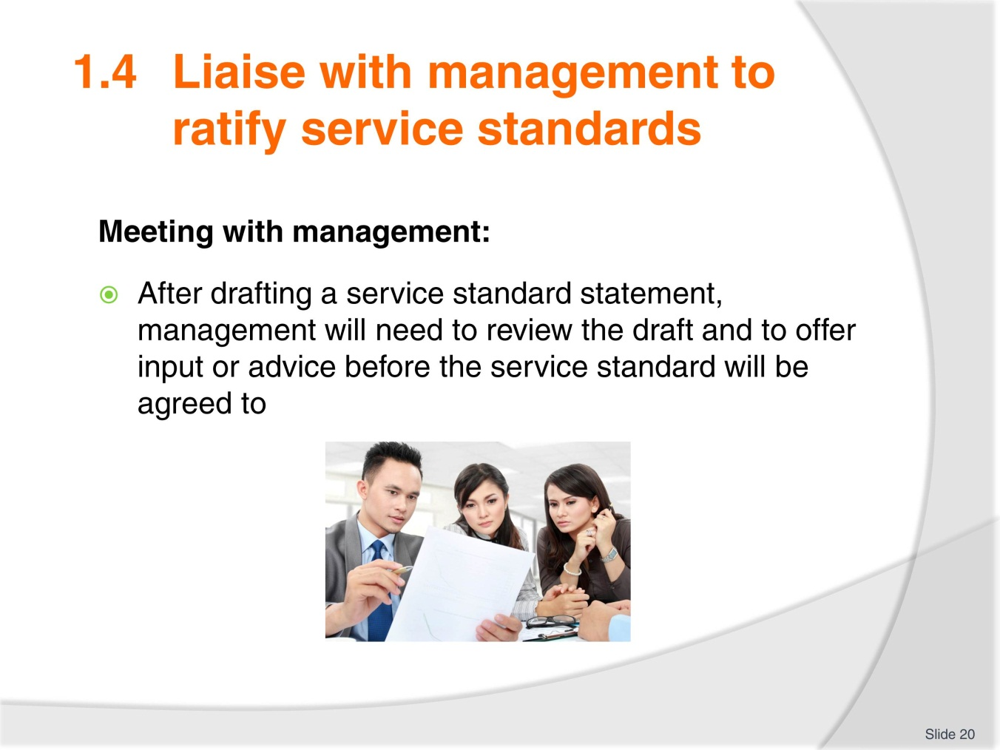 1.4 Liaise with management to
ratify service standards
Meeting with management:
After drafting a service standard statement,
management will need to review the draft and to offer
input or advice before the service standard will be
agreed to
Slide 20